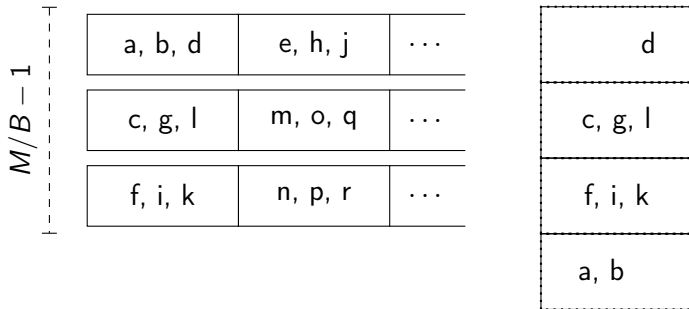 M/B − 1
a, b, d e, h, j ···
c, g, l m, o, q ···
f, i, k n, p, r ···
d
c, g, l
f, i, k
a, b